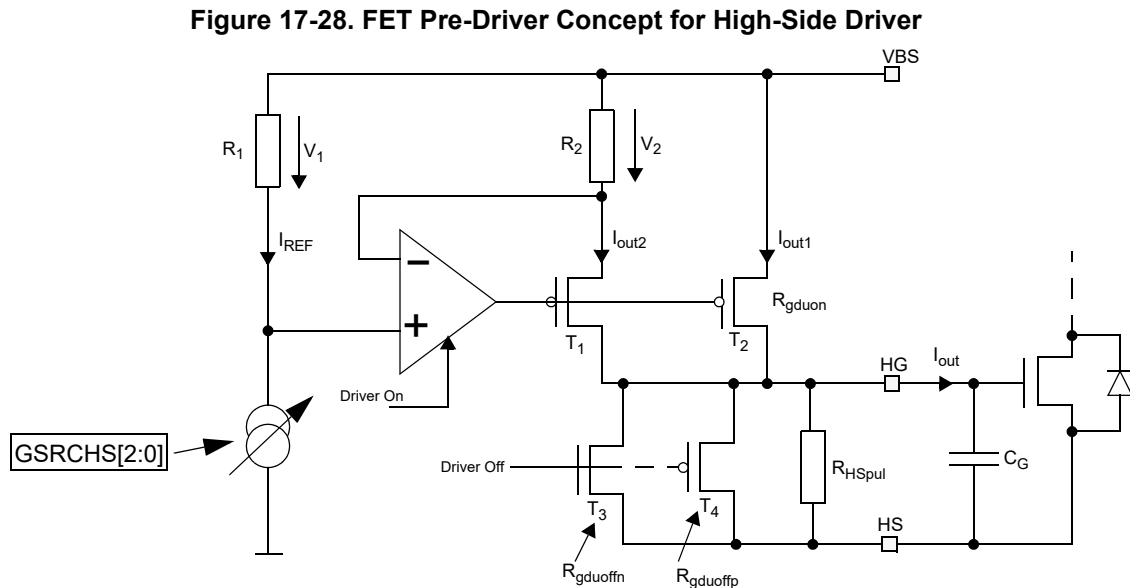 Figure 17-28. FET Pre-Driver Concept for High-Side Driver
VBS
R1
V1
R2
V2
IREF
Iout2
Iout1
−
+
Rgduon
T1
T2
HG
Iout
Driver On
GSRCHS[2:0]
Driver Off
RHSpul
CG
T3
T4
HS
Rgduoffn
Rgduoffp